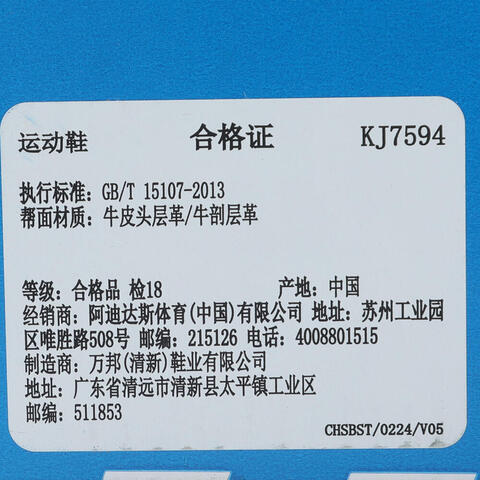 运动鞋 合格证 KJ7594
执行标准: GB/T 15107-2013
帮面材质: 牛皮头层革/牛剖层革
等级: 合格品 检18 产地: 中国
经销商: 阿迪达斯体育(中国)有限公司 地址: 苏州工业园
区唯胜路508号 邮编: 215126 电话: 4008801515
制造商: 万邦(清新)鞋业有限公司
地址: 广东省清远市清新县太平镇工业区
邮编: 511853
CHSBST/0224/V05